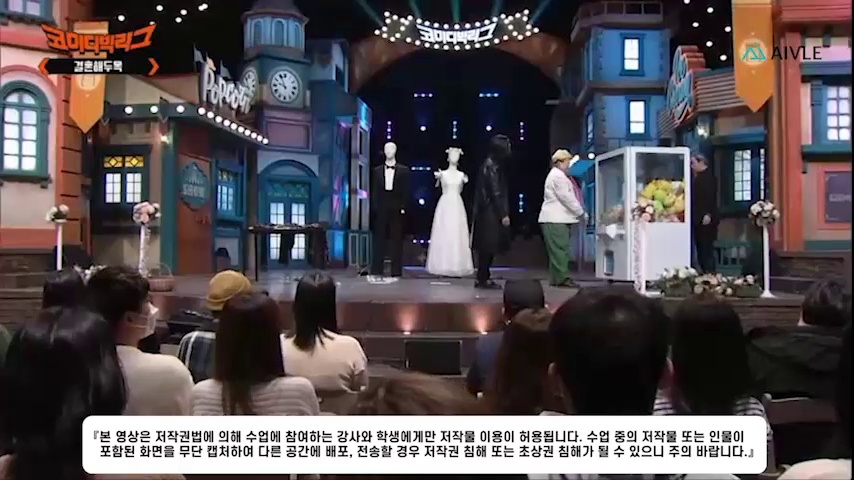 코미디빅리그
결혼해두목
POPCORN
코미디빅리그
AIVLE
『본 영상은 저작권법에 의해 수업에 참여하는 강사와 학생에게만 저작물 이용이 허용됩니다. 수업 중의 저작물 또는 인물이
포함된 화면을 무단 캡처하여 다른 공간에 배포, 전송할 경우 저작권 침해 또는 초상권 침해가 될 수 있으니 주의 바랍니다.』